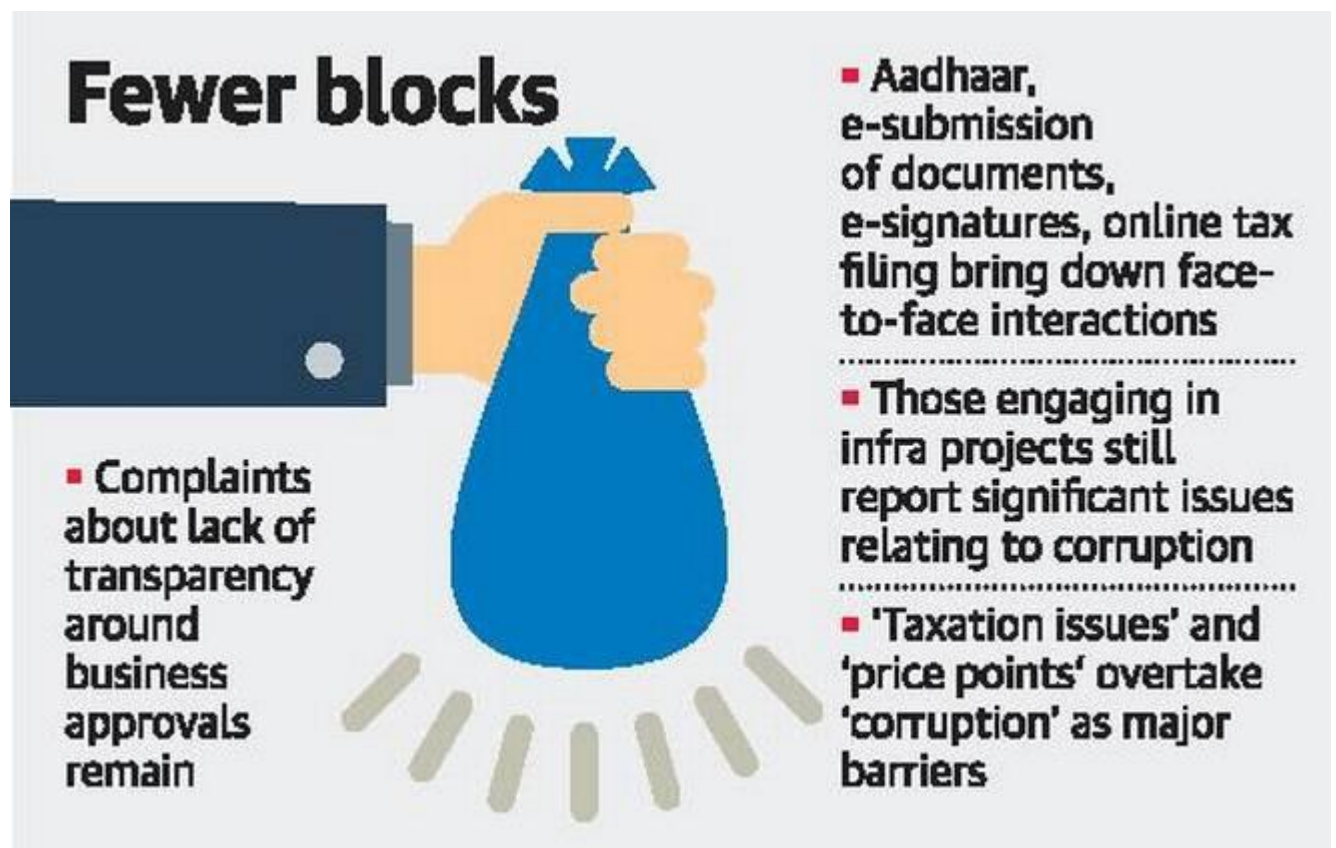 Fewer blocks
▪ Complaints
about lack of
transparency
around
business
approvals
remain
▪ Aadhaar,
e-submission
of documents,
e-signatures, online tax
filing bring down face-
to-face interactions
▪ Those engaging in
infra projects still
report significant issues
relating to corruption
▪ 'Taxation issues' and
‘price points‘ overtake
‘corruption’ as major
barriers